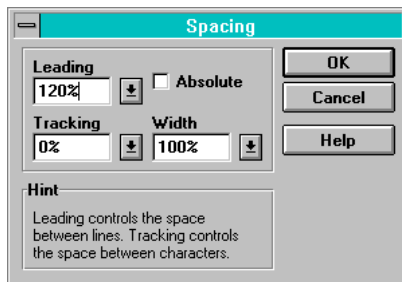 Spacing
Leading
120%
Absolute
Tracking
0%
Width
100%
OK
Cancel
Help
Hint
Leading controls the space
between lines. Tracking controls
the space between characters.